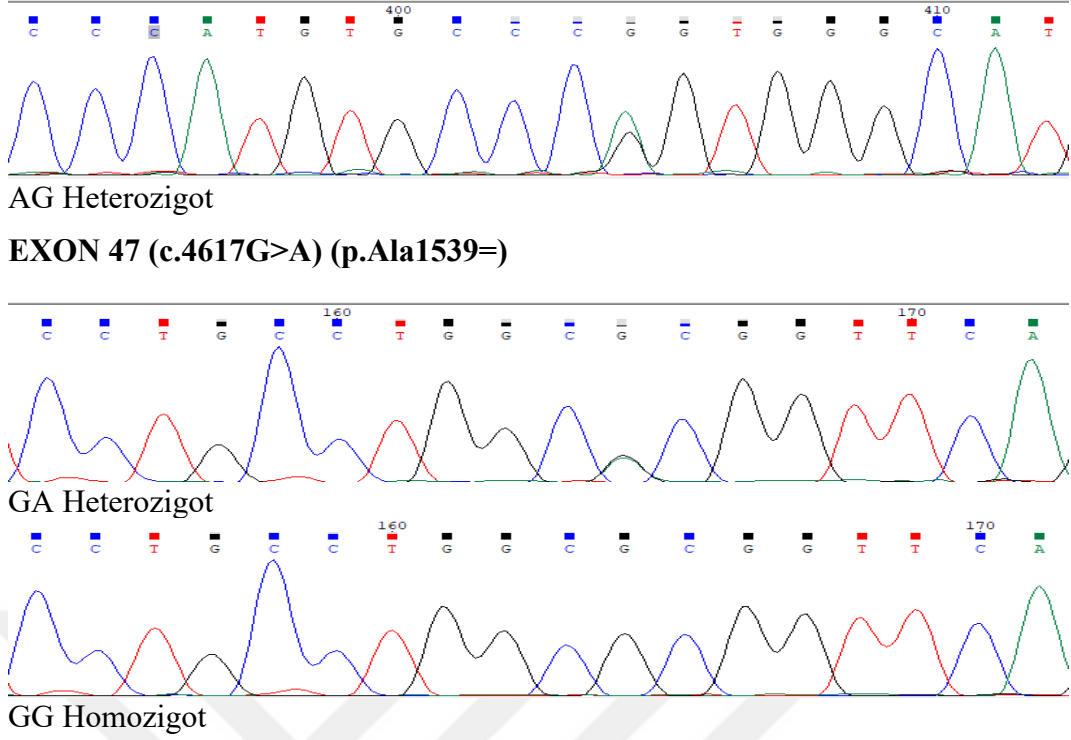 400 410
C C C A T G T G C C C G G T G G G C A T
AG Heterozigot
EXON 47 (c.4617G>A) (p.Ala1539=)
160 170
C C T G C C T G G C G C G G T T C A
GA Heterozigot
160 170
C C T G C C T G G C G C G G T T C A
GG Homozigot